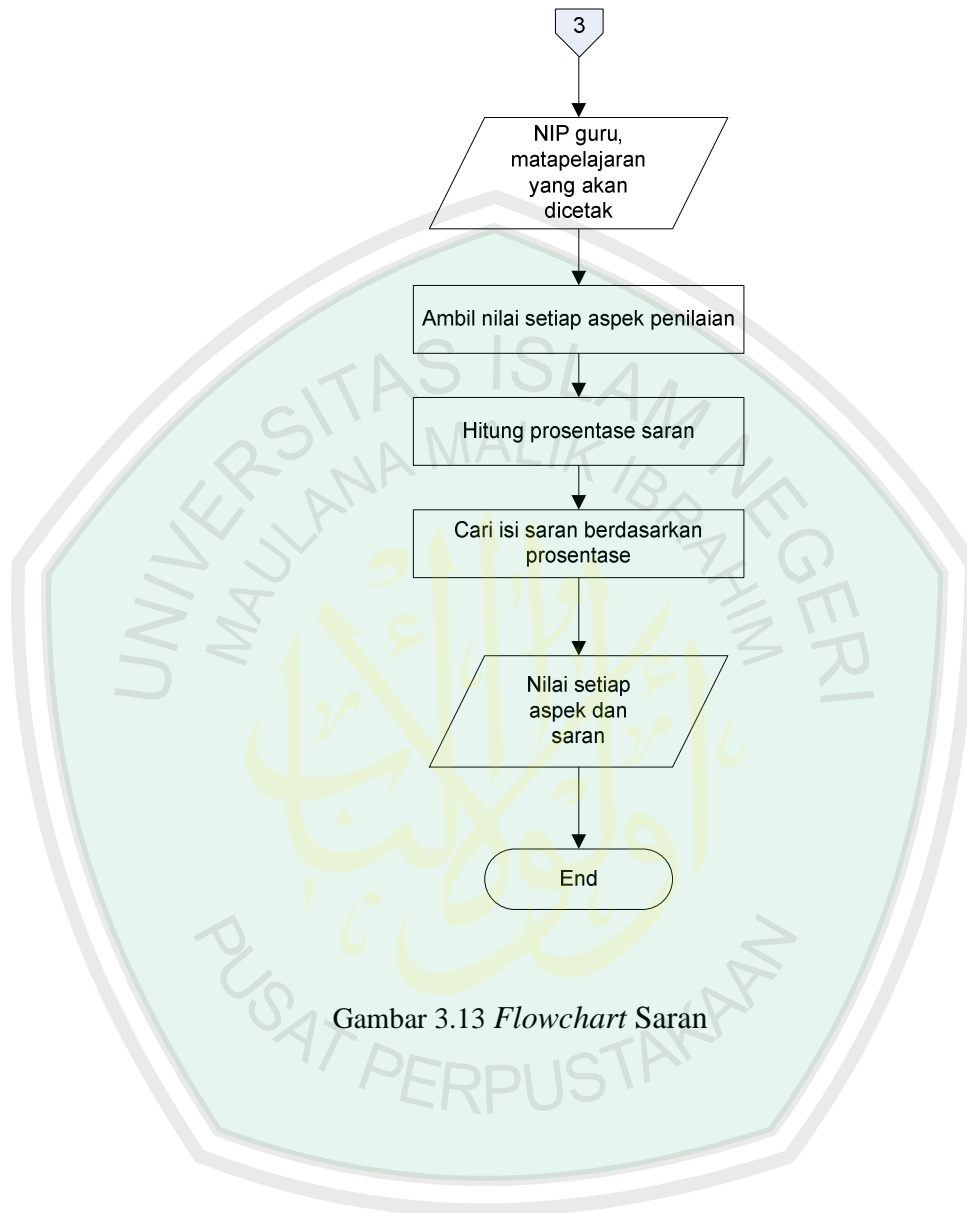 3
NIP guru,
matapelajaran
yang akan
dicetak
Ambil nilai setiap aspek penilaian
Hitung prosentase saran
Cari isi saran berdasarkan
prosentase
Nilai setiap
aspek dan
saran
End
Gambar 3.13 Flowchart Saran
UNIVERSITAS ISLAM NEGERI
MAULANA MALIK IBRAHIM
PUSAT PERPUSTAKAAN